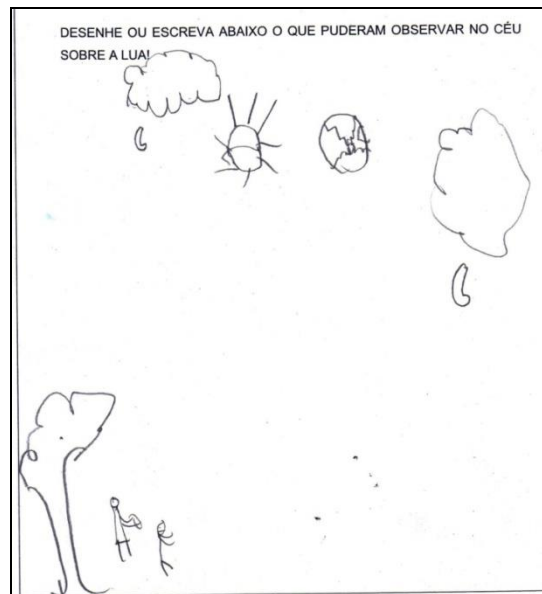 DESENHE OU ESCREVA ABAIXO O QUE PUDERAM OBSERVAR NO CÉU
SOBRE A LUA!